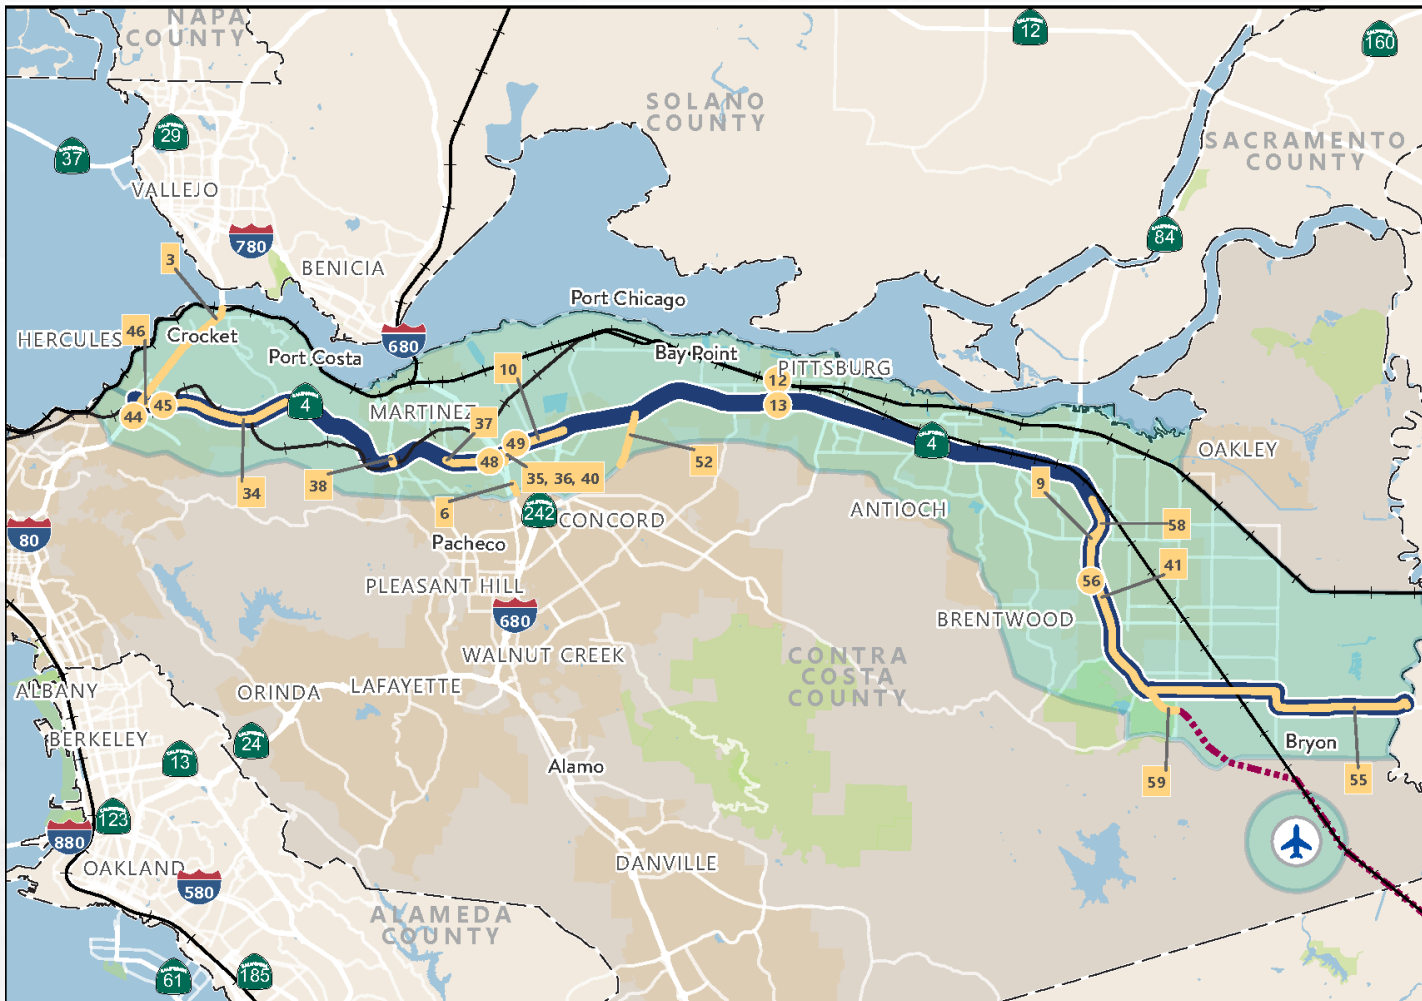 NAPA
COUNTY
12
160
SOLANO
COUNTY
29
37
SACRAMENTO
COUNTY
VALLEJO
780
84
3
BENICIA
Port Chicago
46
HERCULES
Crocket
680
Port Costa
Bay Point
10
12
PITTSBURG
45
4
44
MARTINEZ
13
37
49
4
OAKLEY
48
52
38
35, 36, 40
34
9
6
242
CONCORD
ANTIOCH
58
80
Pacheco
41
56
PLEASANT HILL
680
BRENTWOOD
WALNUT CREEK
CONTRA
COSTA
COUNTY
ALBANY
ORINDA
LAFAYETTE
BERKELEY
24
Bryon
13
Alamo
59
55
123
880
OAKLAND
DANVILLE
580
ALAMEDA
COUNTY
61
185